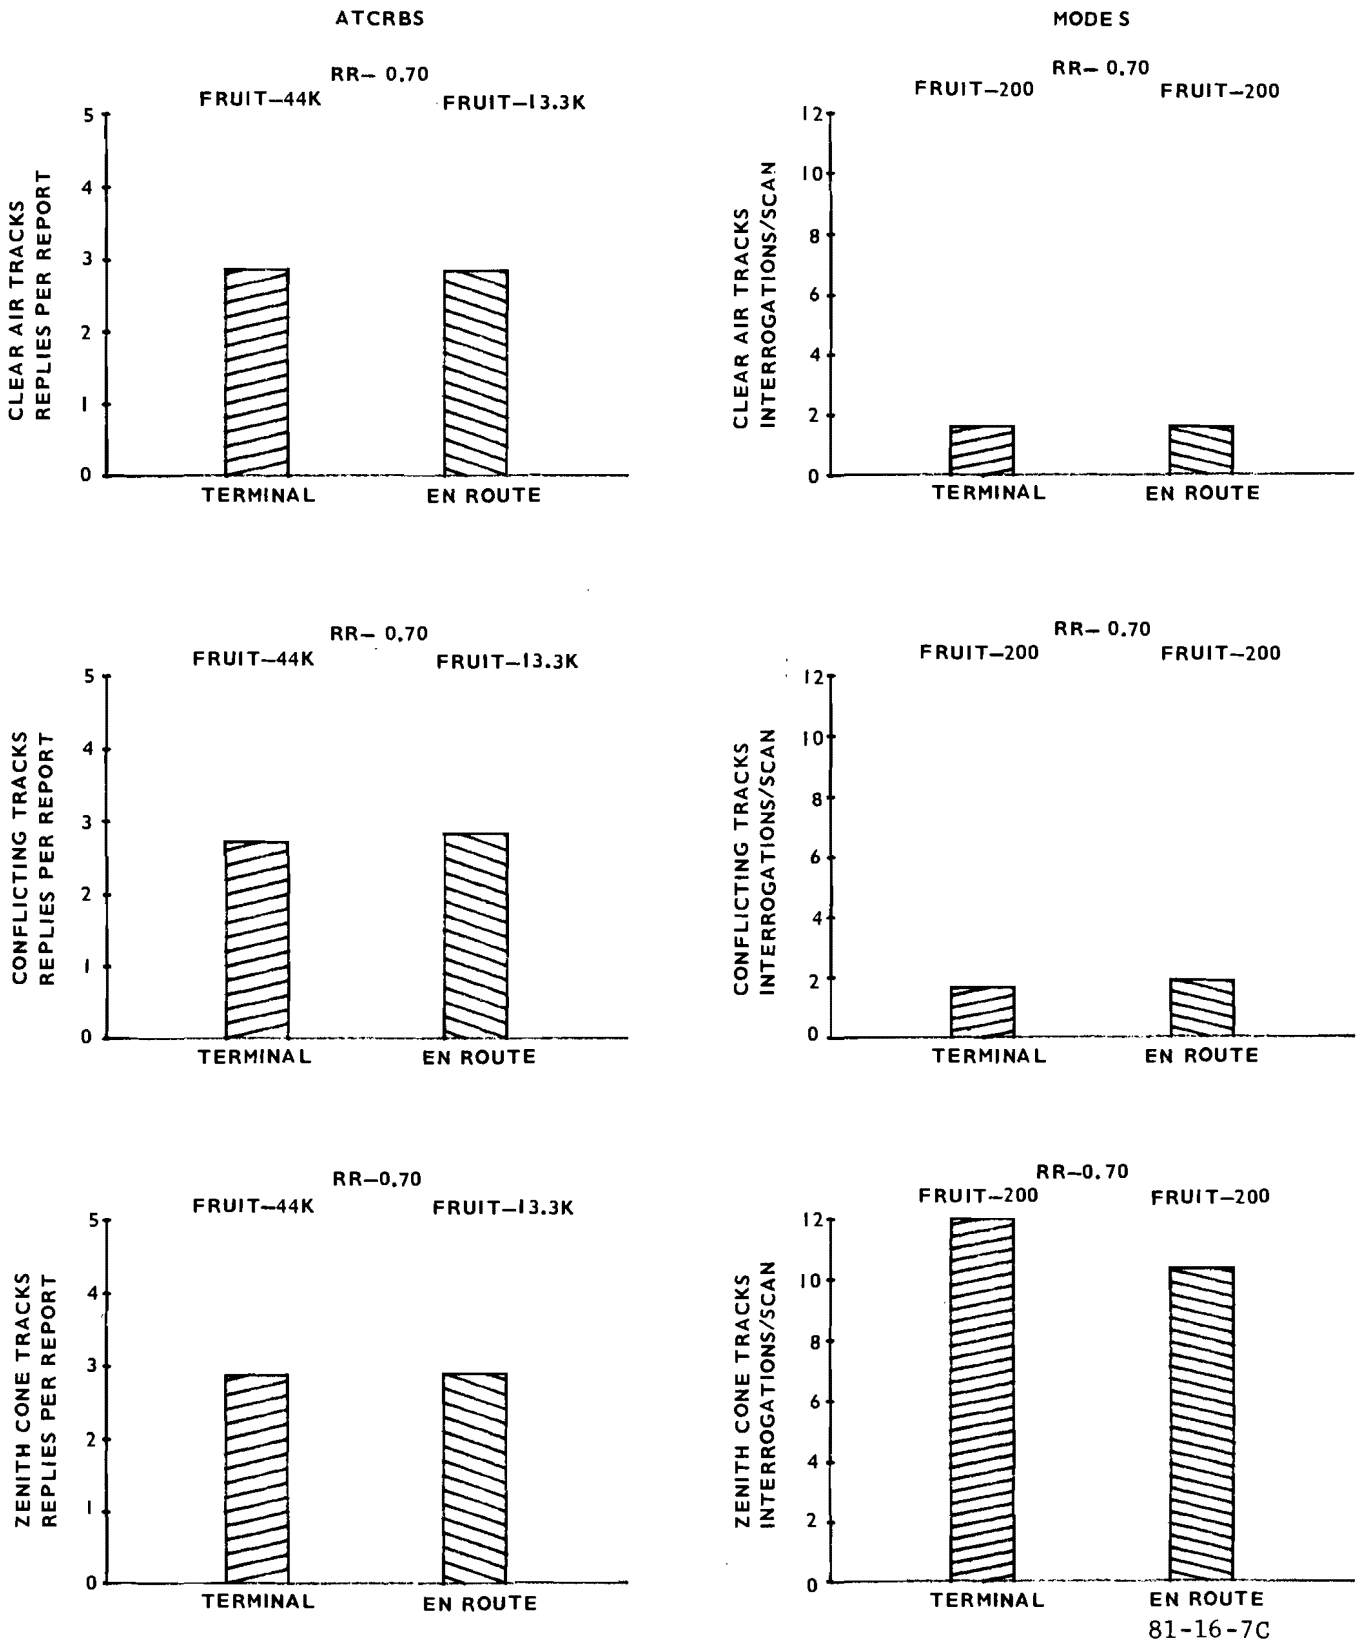 ATCRBS
RR– 0.70
FRUIT–44K
FRUIT–13.3K
CLEAR AIR TRACKS
REPLIES PER REPORT
5
4
3
2
1
0
TERMINAL
EN ROUTE
MODE S
RR– 0.70
FRUIT–200
FRUIT–200
CLEAR AIR TRACKS
INTERROGATIONS/SCAN
12
10
8
6
4
2
0
TERMINAL
EN ROUTE
RR– 0.70
FRUIT–44K
FRUIT–13.3K
CONFLICTING TRACKS
REPLIES PER REPORT
5
4
3
2
1
0
TERMINAL
EN ROUTE
RR– 0.70
FRUIT–200
FRUIT–200
CONFLICTING TRACKS
INTERROGATIONS/SCAN
12
10
8
6
4
2
0
TERMINAL
EN ROUTE
RR–0.70
FRUIT–44K
FRUIT–13.3K
ZENITH CONE TRACKS
REPLIES PER REPORT
5
4
3
2
1
0
TERMINAL
EN ROUTE
RR–0.70
FRUIT–200
FRUIT–200
ZENITH CONE TRACKS
INTERROGATIONS/SCAN
12
10
8
6
4
2
0
TERMINAL
EN ROUTE
81-16-7C